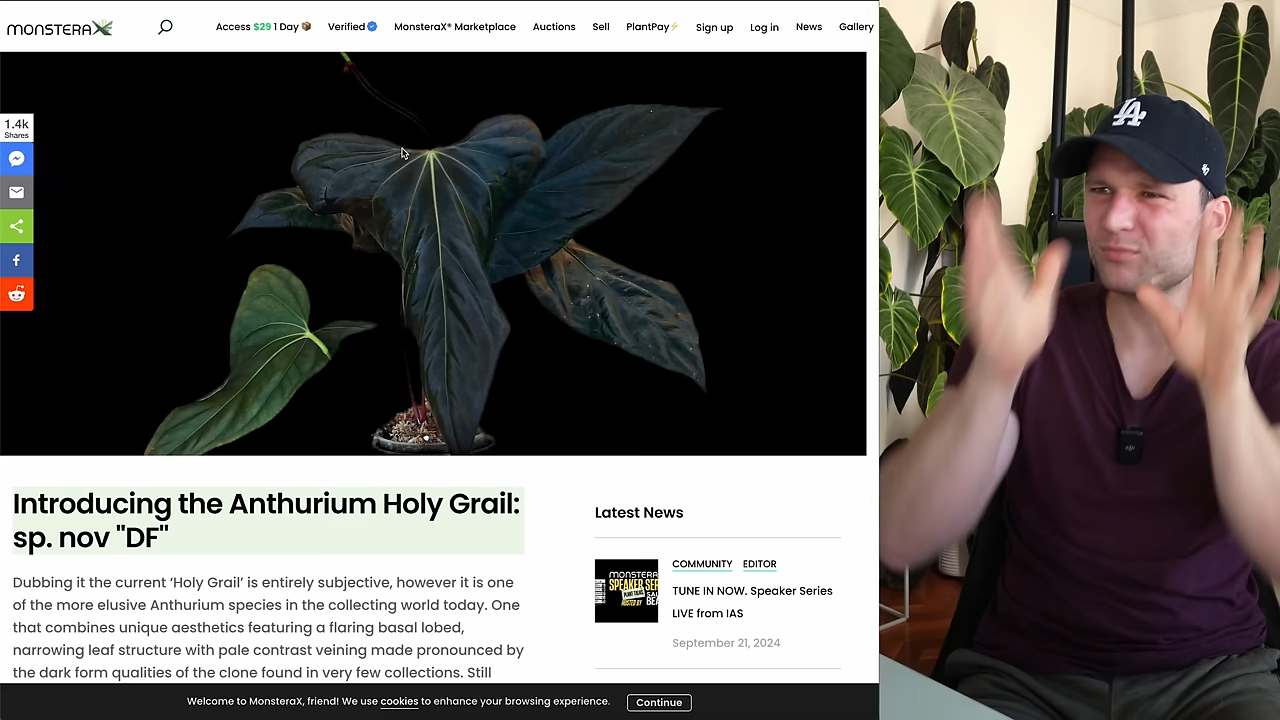 MONSTERAX
Access $29 1 Day
Verified
MonsteraX® Marketplace
Auctions
Sell
PlantPay
Sign up
Log in
News
Gallery
1.4k
Shares
LA
Introducing the Anthurium Holy Grail:
sp. nov "DF"
Dubbing it the current ‘Holy Grail’ is entirely subjective, however it is one
of the more elusive Anthurium species in the collecting world today. One
that combines unique aesthetics featuring a flaring basal lobed,
narrowing leaf structure with pale contrast veining made pronounced by
the dark form qualities of the clone found in very few collections. Still
Latest News
COMMUNITY EDITOR
TUNE IN NOW. Speaker Series
LIVE from IAS
September 21, 2024
MONSTERA
SPEAKER SER
Welcome to MonsteraX, friend! We use cookies to enhance your browsing experience.
Continue